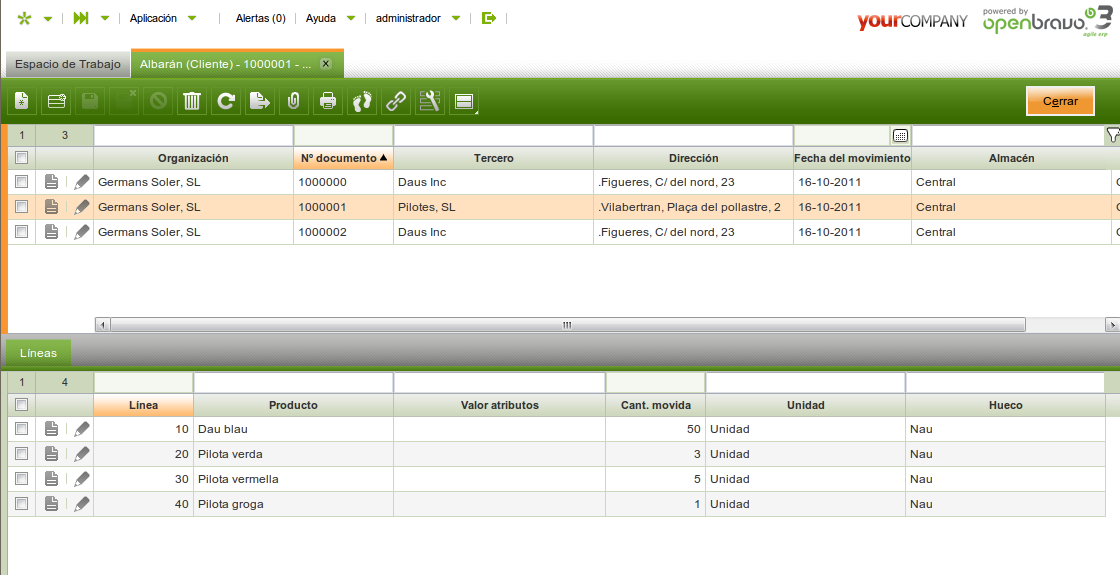 Aplicación Alertas (0) Ayuda administrador
yourCOMPANY
powered by
openbravo 3
agile erp
Espacio de Trabajo Albarán (Cliente) - 1000001 - ...
Cerrar
1 3
Organización Nº documento Tercero Dirección Fecha del movimiento Almacén
Germans Soler, SL 1000000 Daus Inc .Figueres, C/ del nord, 23 16-10-2011 Central
Germans Soler, SL 1000001 Pilotes, SL .Vilabertran, Plaça del pollastre, 2 16-10-2011 Central
Germans Soler, SL 1000002 Daus Inc .Figueres, C/ del nord, 23 16-10-2011 Central
Líneas
1 4
Línea Producto Valor atributos Cant. movida Unidad Hueco
10 Dau blau 50 Unidad Nau
20 Pilota verda 3 Unidad Nau
30 Pilota vermella 5 Unidad Nau
40 Pilota groga 1 Unidad Nau